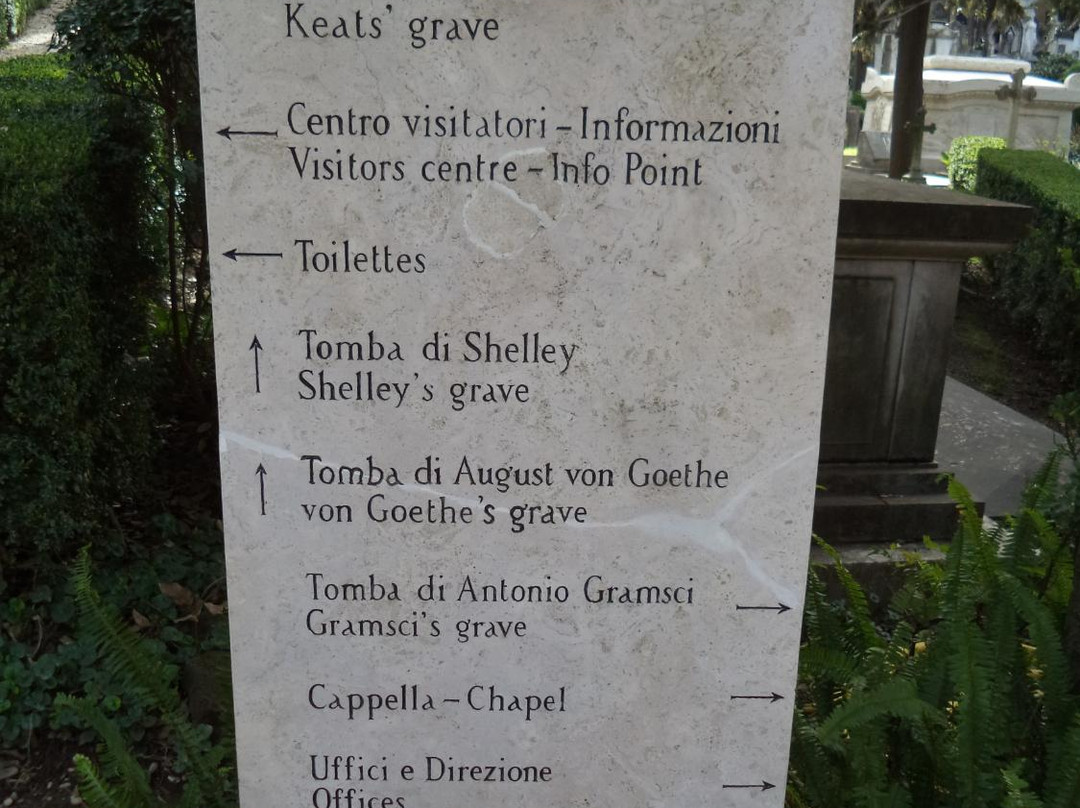 Keats' grave
Centro visitatori – Informazioni
Visitors centre – Info Point
Toilettes
Tomba di Shelley
Shelley's grave
Tomba di August von Goethe
von Goethe's grave
Tomba di Antonio Gramsci
Gramsci's grave
Cappella – Chapel
Uffici e Direzione
Offices